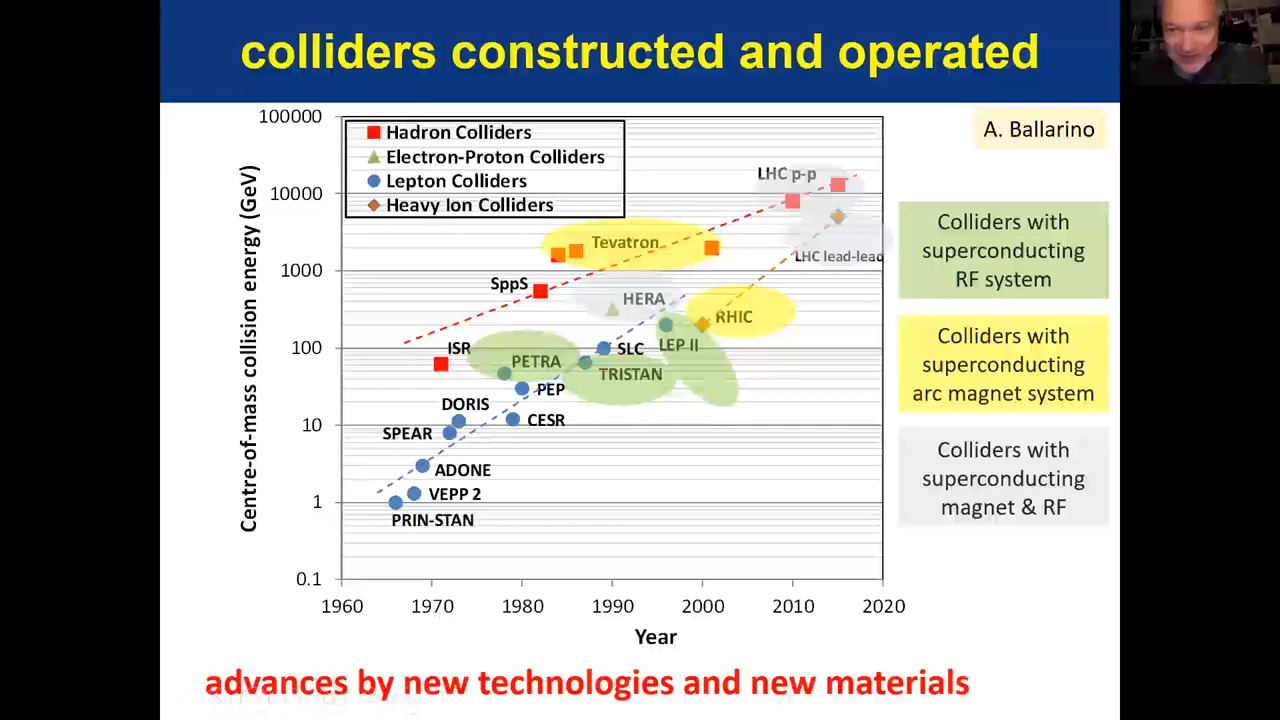 colliders constructed and operated
A. Ballarino
Centre-of-mass collision energy (GeV)
100000
10000
1000
100
10
1
0.1
Hadron Colliders
Electron-Proton Colliders
Lepton Colliders
Heavy Ion Colliders
LHC p-p
Tevatron
LHC lead-lead
SppS
HERA
RHIC
ISR
PETRA
SLC
LEP II
TRISTAN
PEP
DORIS
CESR
SPEAR
ADONE
VEPP 2
PRIN-STAN
1960
1970
1980
1990
2000
2010
2020
Year
Colliders with
superconducting
RF system
Colliders with
superconducting
arc magnet system
Colliders with
superconducting
magnet & RF
advances by new technologies and new materials